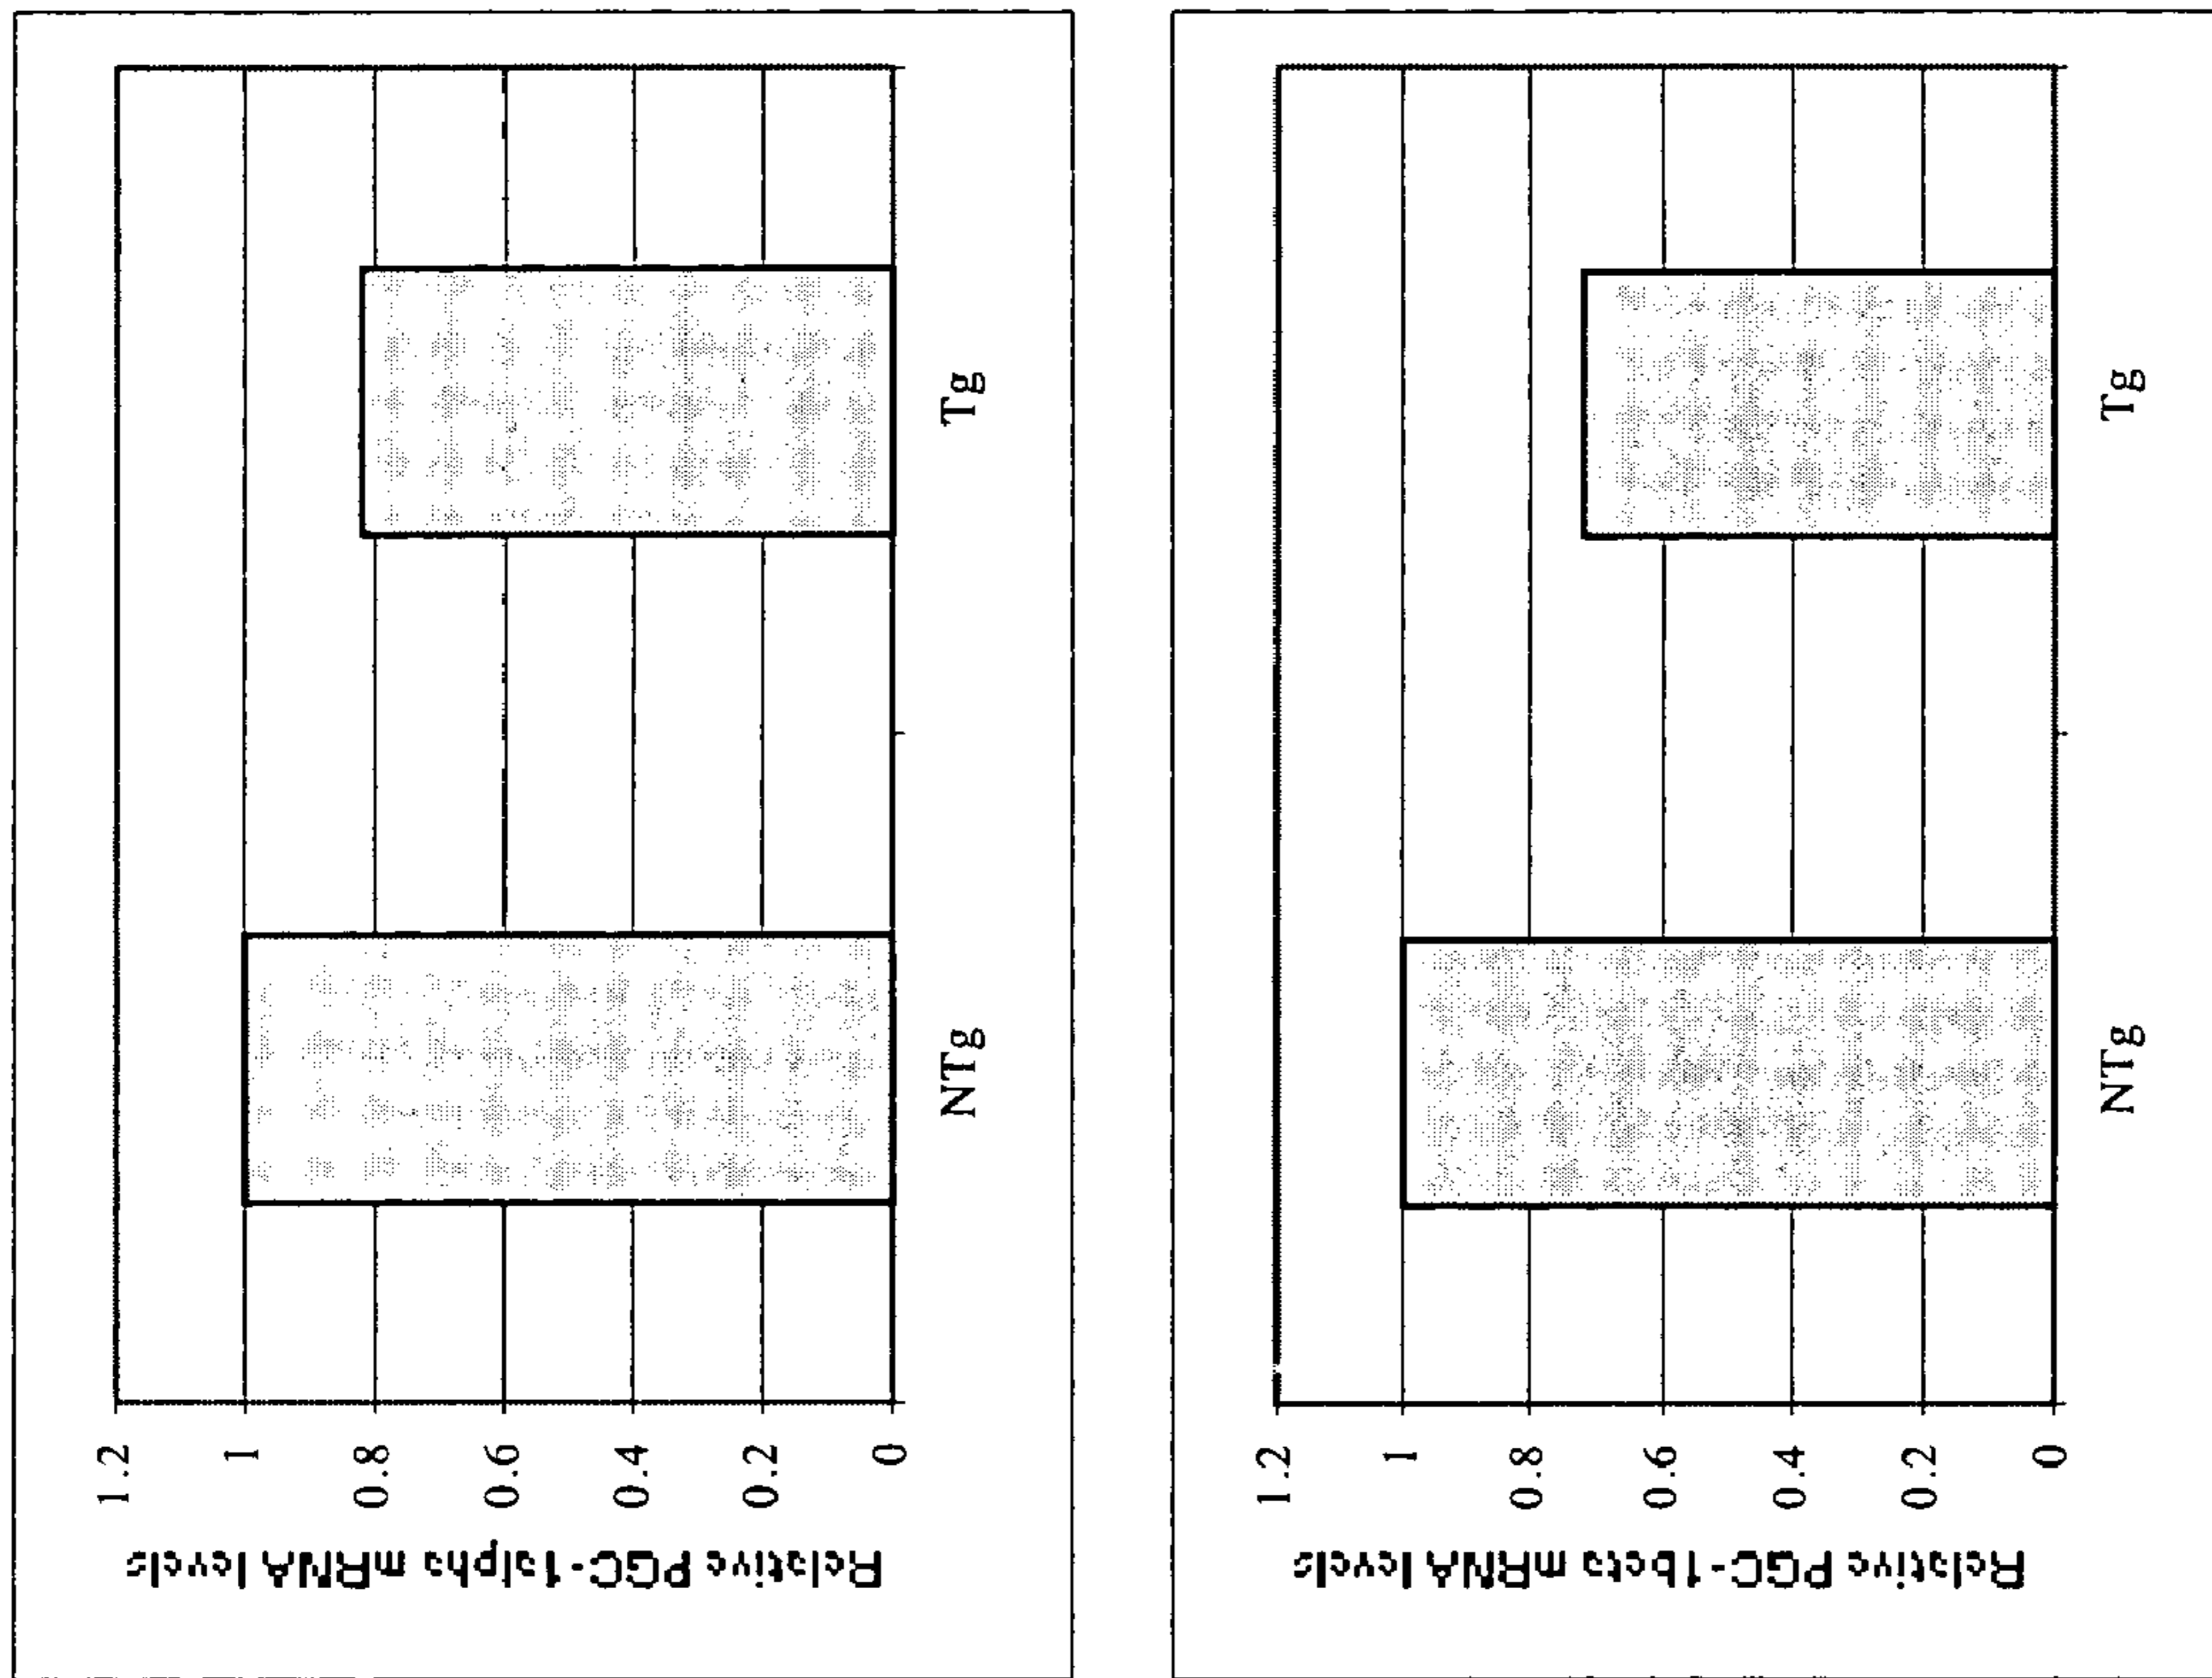 Relative PGC-1alpha mRNA levels
1.2
1
0.8
0.6
0.4
0.2
0
NTg
Tg
Relative PGC-1beta mRNA levels
1.2
1
0.8
0.6
0.4
0.2
0
NTg
Tg